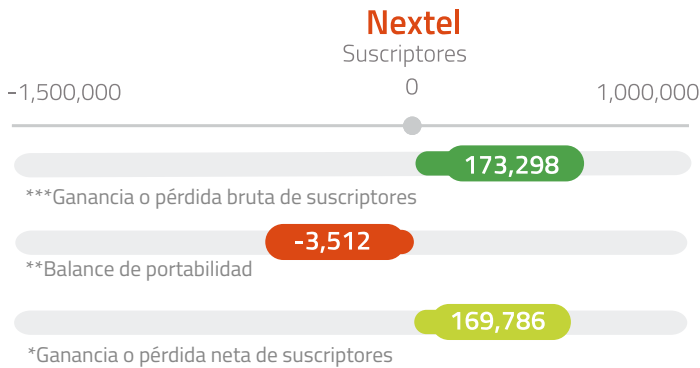 Nextel
Suscriptores
-1,500,000 0 1,000,000
173,298
***Ganancia o pérdida bruta de suscriptores
-3,512
**Balance de portabilidad
169,786
*Ganancia o pérdida neta de suscriptores